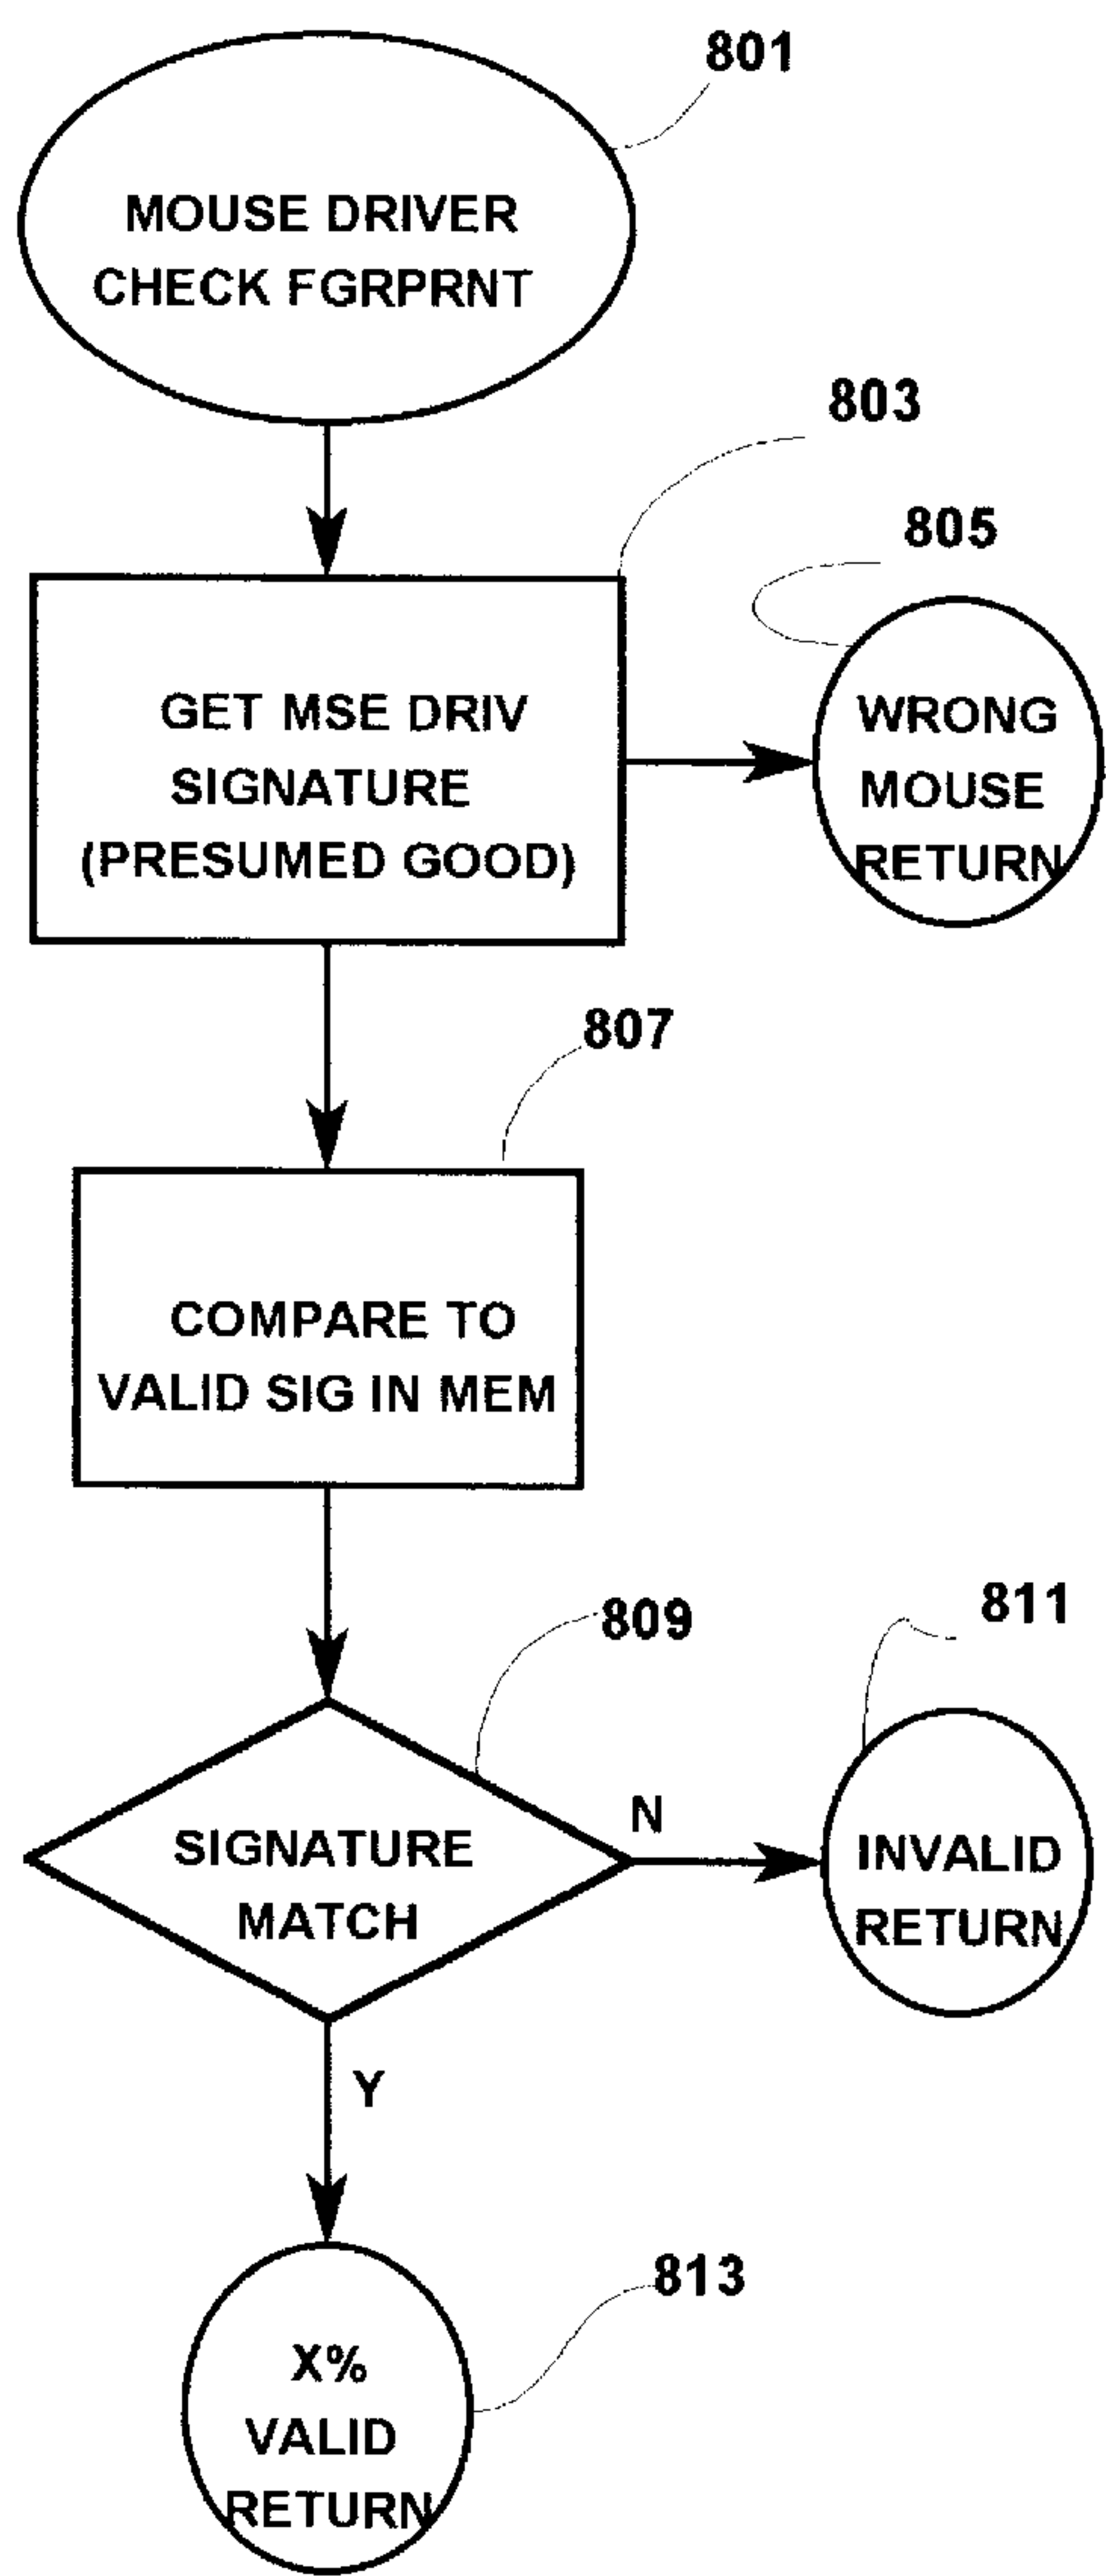 801
MOUSE DRIVER
CHECK FGRPRNT
803
805
GET MSE DRIV
SIGNATURE
(PRESUMED GOOD)
WRONG
MOUSE
RETURN
807
COMPARE TO
VALID SIG IN MEM
809
811
SIGNATURE
MATCH
N
INVALID
RETURN
Y
813
X%
VALID
RETURN